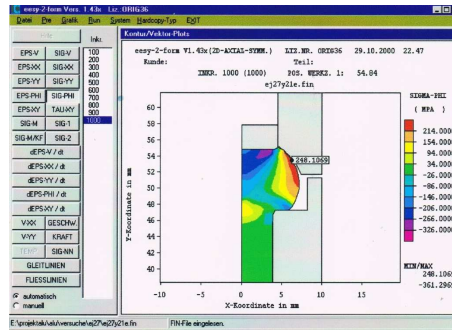 eesy-2-form Vers. 1.43x Liz.:ORIG36
Datei Pre Grafik Run System Hardcopy-Typ EXIT
Inkr.
Kontur/Vektor-Plots
EPS-V SIG-V
EPS-XX SIG-XX
EPS-YY SIG-YY
EPS-PHI SIG-PHI
EPS-XY TAU-XY
SIG-M SIG-1
SIG-M/KF SIG-2
dEPS-V / dt
dEPS-XX / dt
dEPS-YY / dt
dEPS-PHI / dt
dEPS-XY / dt
V-XX GESCHW.
V-YY KRAFT
TEMP SIG-NN
GLEITLINIEN
FLIESSLINIEN
automatisch
manuell
100
200
300
400
500
600
700
800
900
1000
eesy-2-form V1.43x(2D-AXIAL-SYMM.) LIZ.NR. ORIG36 29.10.2000 22.47
Kunde: Teil:
INKR. 1000 (1000) POS. WERKZ. 1: 54.84
ej27y21e.fin
SIGMA-PHI
( MPA )
214.0000
154.0000
94.0000
34.0000
-26.0000
-86.0000
-146.0000
-206.0000
-266.0000
-326.0000
MIN/MAX
248.1069
-361.2969
248.1069
Y-Koordinate in mm
60
58
56
54
52
50
48
46
44
42
40
-10 -5 0 5 10 15 20
X-Koordinate in mm
E:\projektalu\alu\versuche\ej27\ej27y21e.fin FIN-File eingelesen.